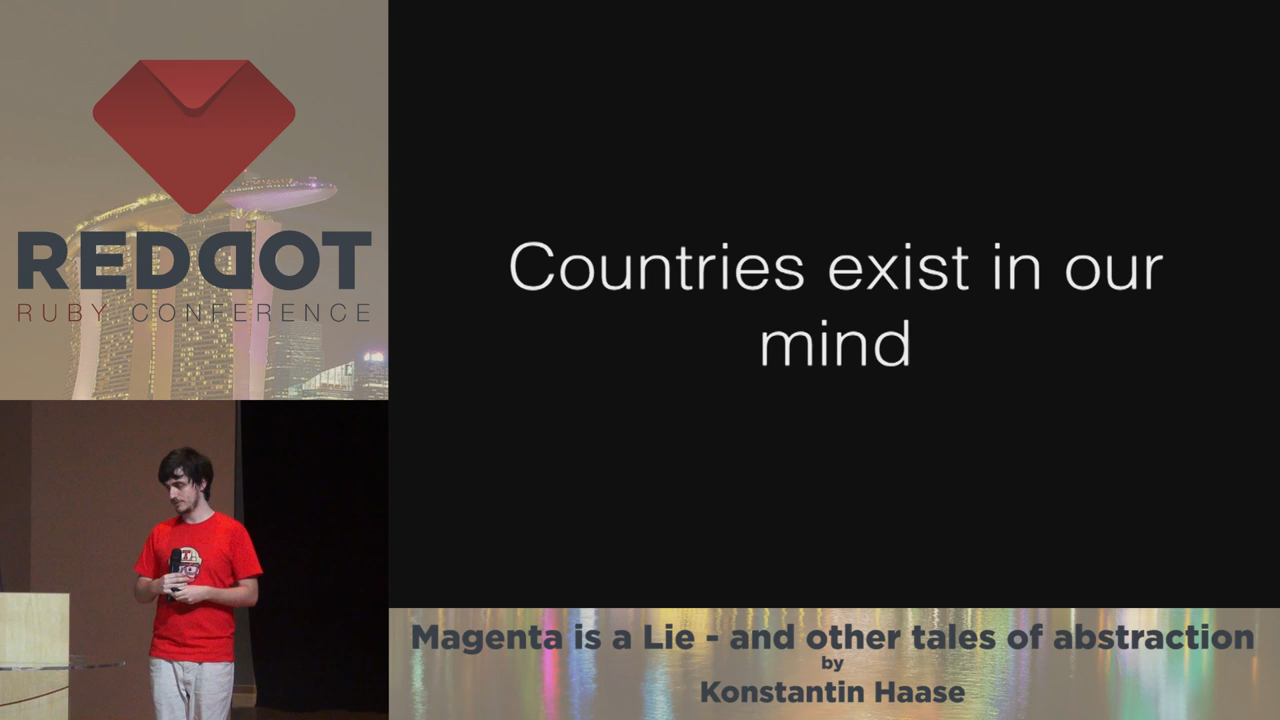 REDDOT
RUBY CONFERENCE
Countries exist in our
mind
Magenta is a Lie - and other tales of abstraction
by
Konstantin Haase